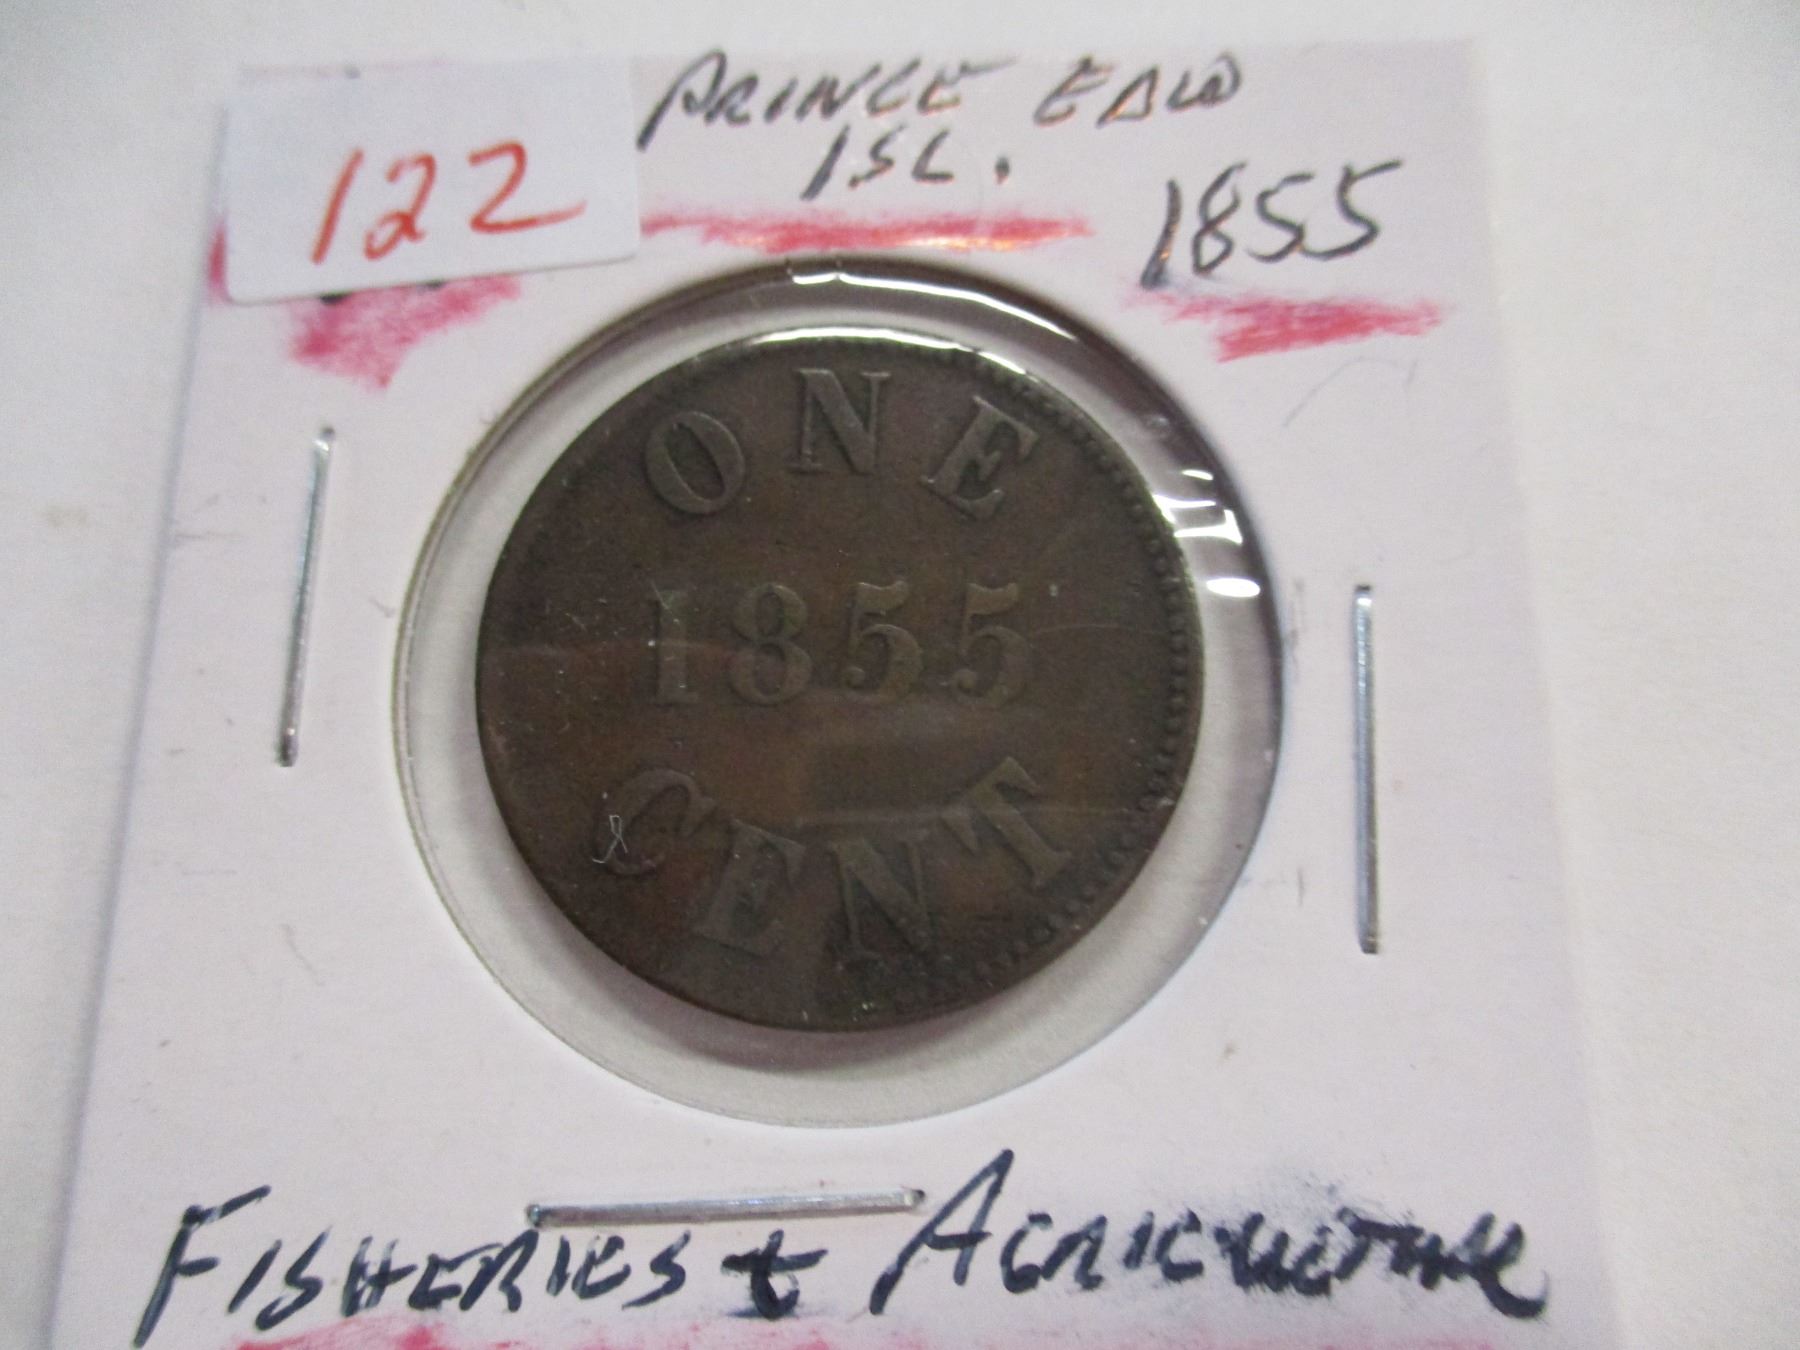 PRINCE EDW
ISL.
122
1855
ONE
1855
CENT
FISHERIES & AGRICULTURE